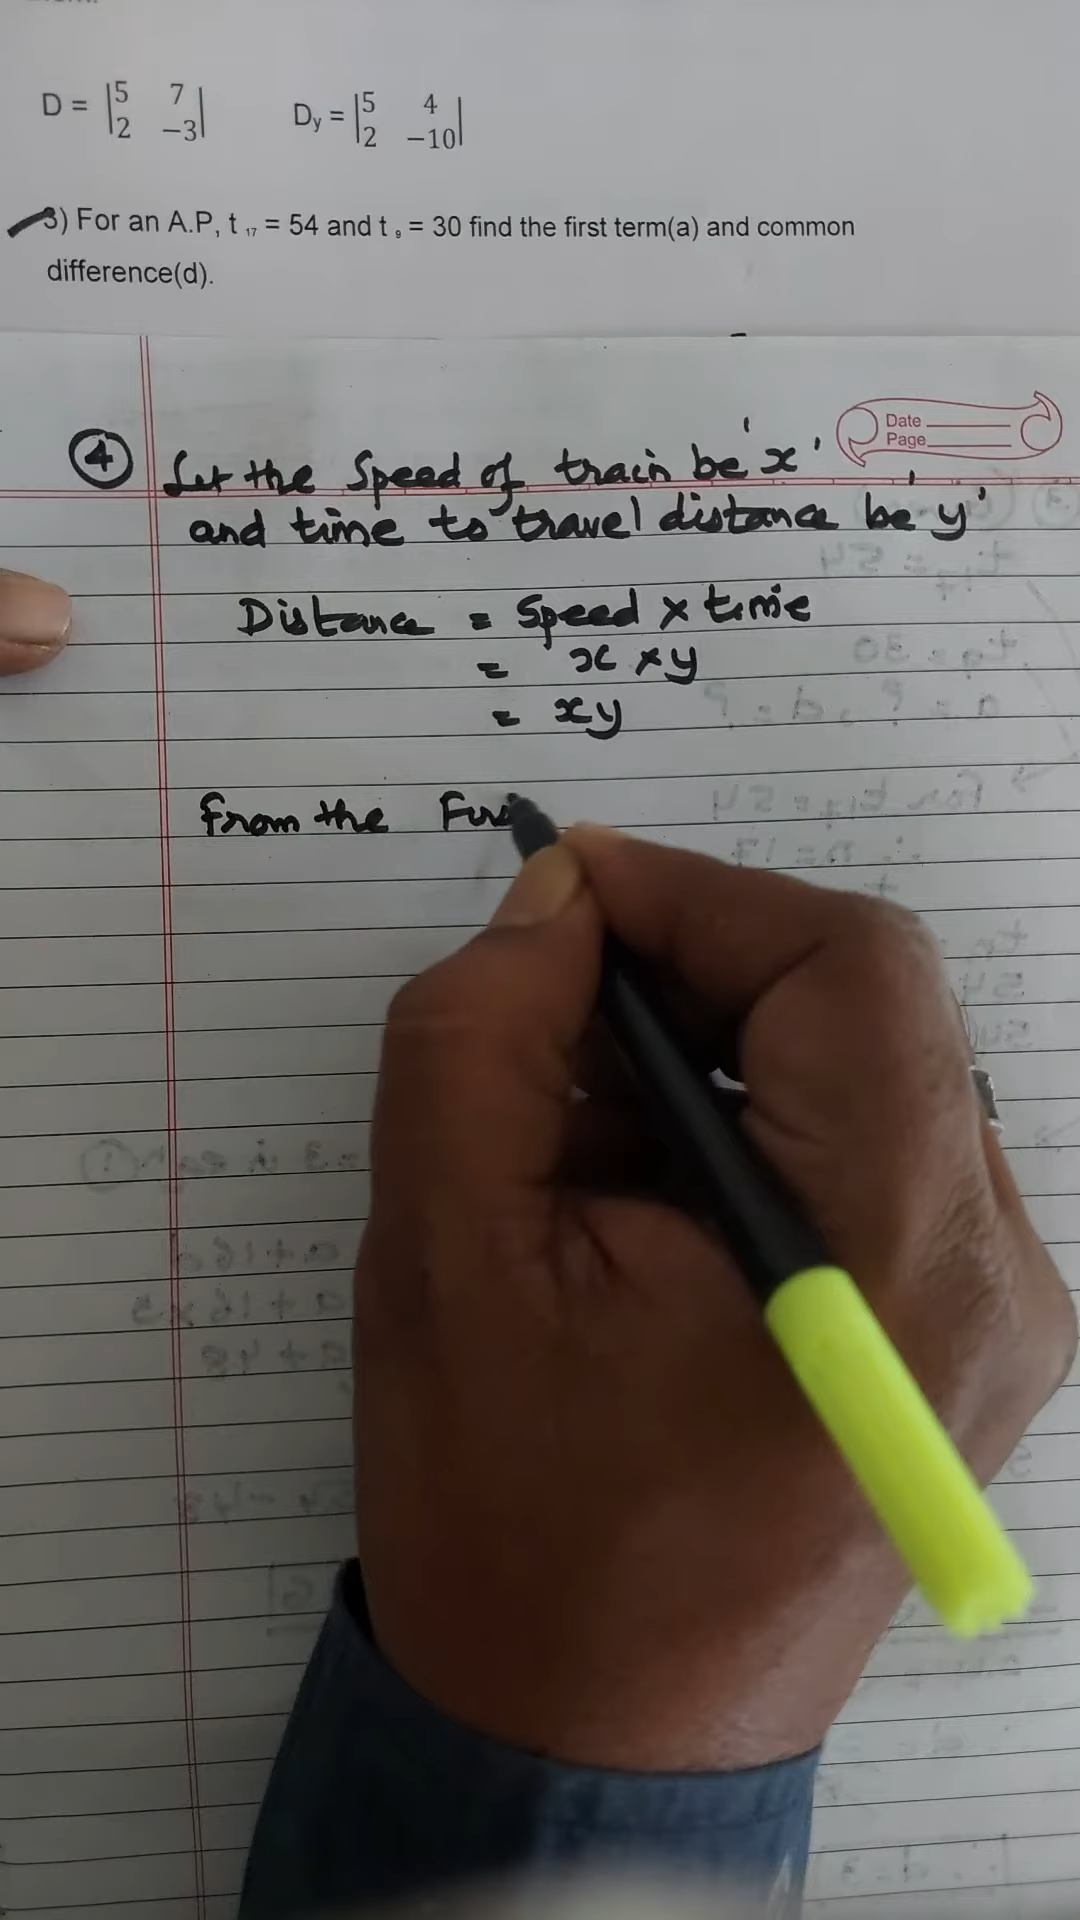 D = |5 7| Dy = |5 4|
|2 −3| |2 −10|
3) For an A.P, t 17 = 54 and t 9 = 30 find the first term(a) and common
difference(d).
Date
Page
4 Let the Speed of train be 'x'
and time to travel distance be 'y'
Distance = Speed × time
= x × y
= xy
From the